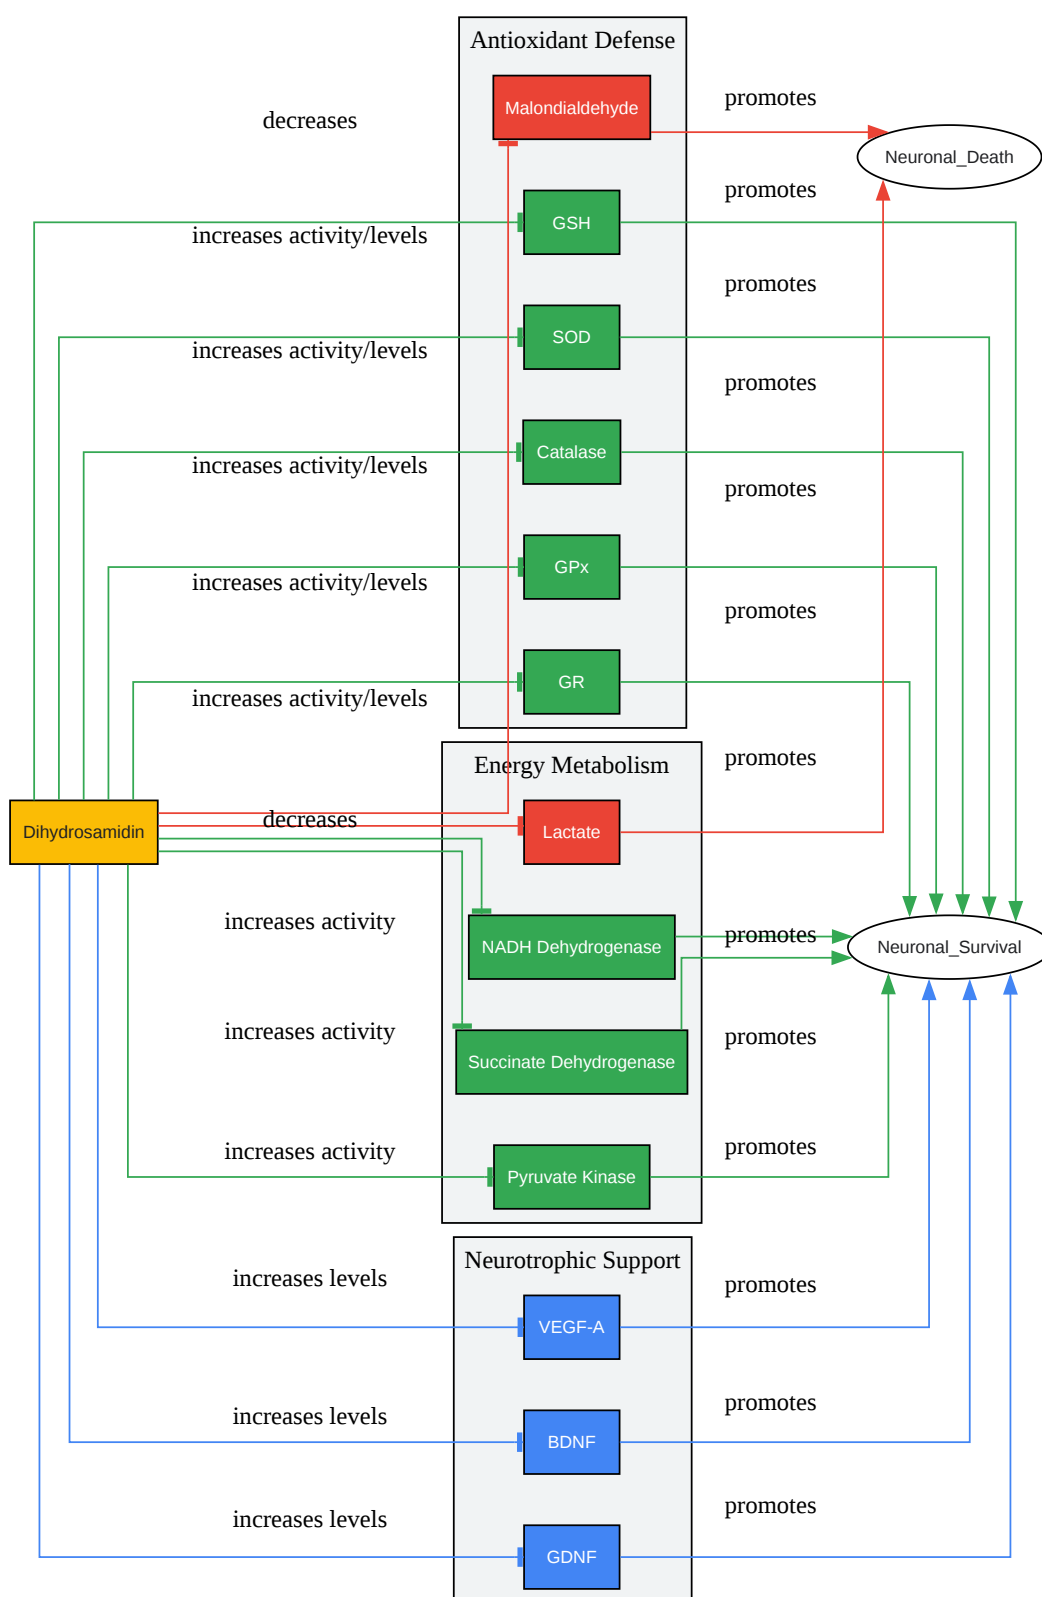 Antioxidant Defense
Malondialdehyde
promotes
decreases
Neuronal_Death
promotes
GSH
increases activity/levels
promotes
SOD
increases activity/levels
promotes
Catalase
increases activity/levels
promotes
GPx
increases activity/levels
promotes
GR
increases activity/levels
promotes
Energy Metabolism
decreases
Dihydrosamidin
Lactate
increases activity
promotes
NADH Dehydrogenase
Neuronal_Survival
increases activity
promotes
Succinate Dehydrogenase
increases activity
promotes
Pyruvate Kinase
Neurotrophic Support
increases levels
promotes
VEGF-A
increases levels
promotes
BDNF
increases levels
promotes
GDNF